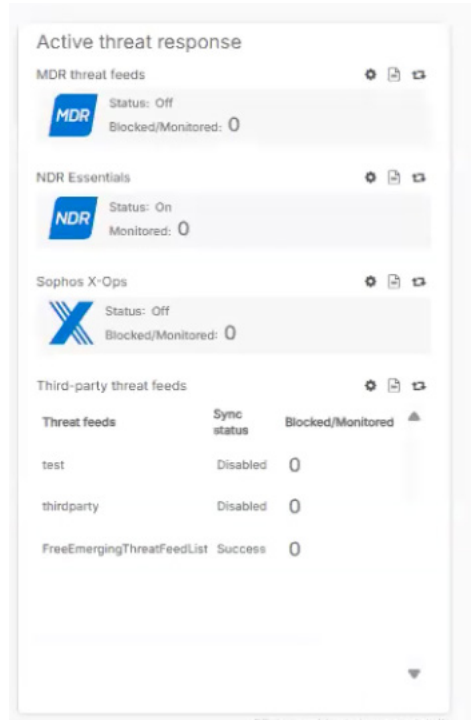 Active threat response
MDR threat feeds
MDR
Status: Off
Blocked/Monitored: 0
NDR Essentials
NDR
Status: On
Monitored: 0
Sophos X-Ops
Status: Off
Blocked/Monitored: 0
Third-party threat feeds
Threat feeds Sync status Blocked/Monitored
test Disabled 0
thirdparty Disabled 0
FreeEmergingThreatFeedList Success 0